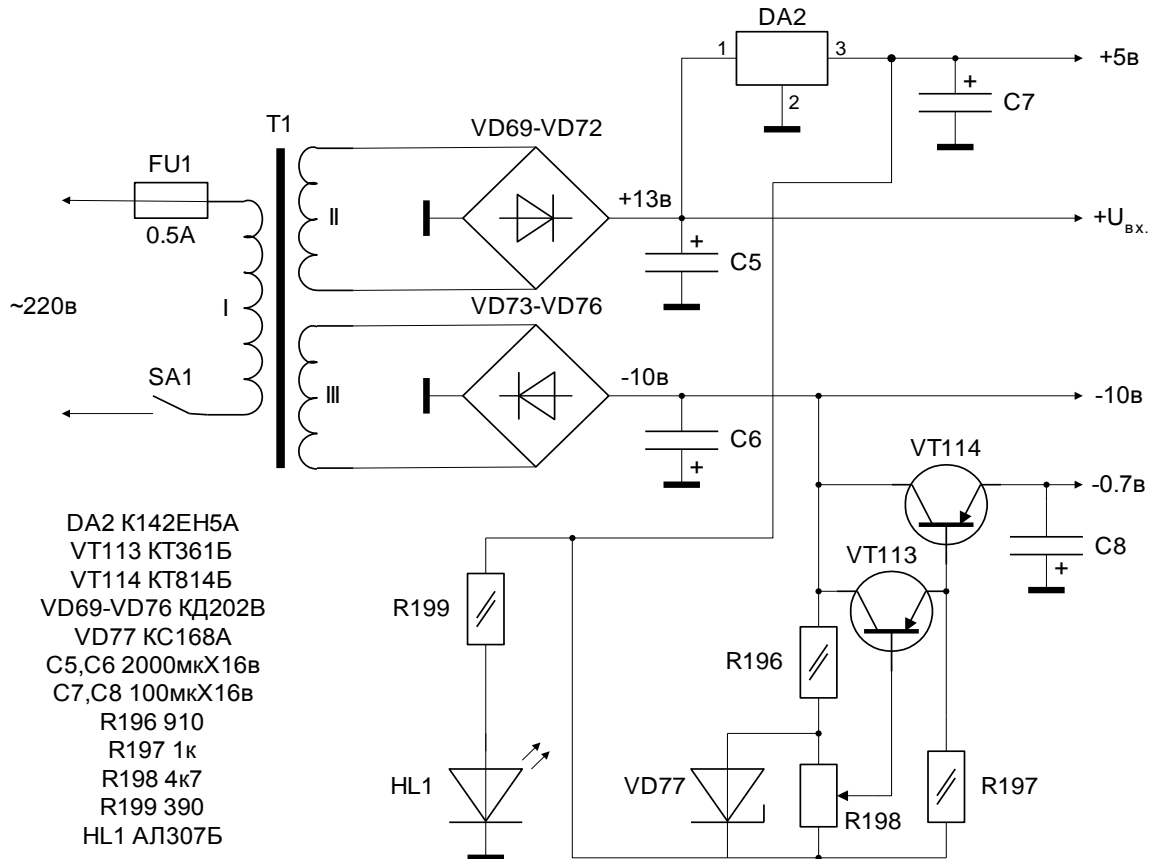 DA2
1
3
2
+5в
+
C7
T1
VD69-VD72
FU1
0.5А
II
+13в
+Uвх.
+
C5
I
~220в
VD73-VD76
SA1
III
-10в
-10в
C6
+
VT114
-0.7в
VT113
C8
+
DA2 К142ЕН5А
VT113 КТ361Б
VT114 КТ814Б
VD69-VD76 КД202В
VD77 КС168А
C5,C6 2000мкХ16в
C7,C8 100мкХ16в
R196 910
R197 1к
R198 4к7
R199 390
HL1 АЛ307Б
R199
R196
HL1
VD77
R198
R197